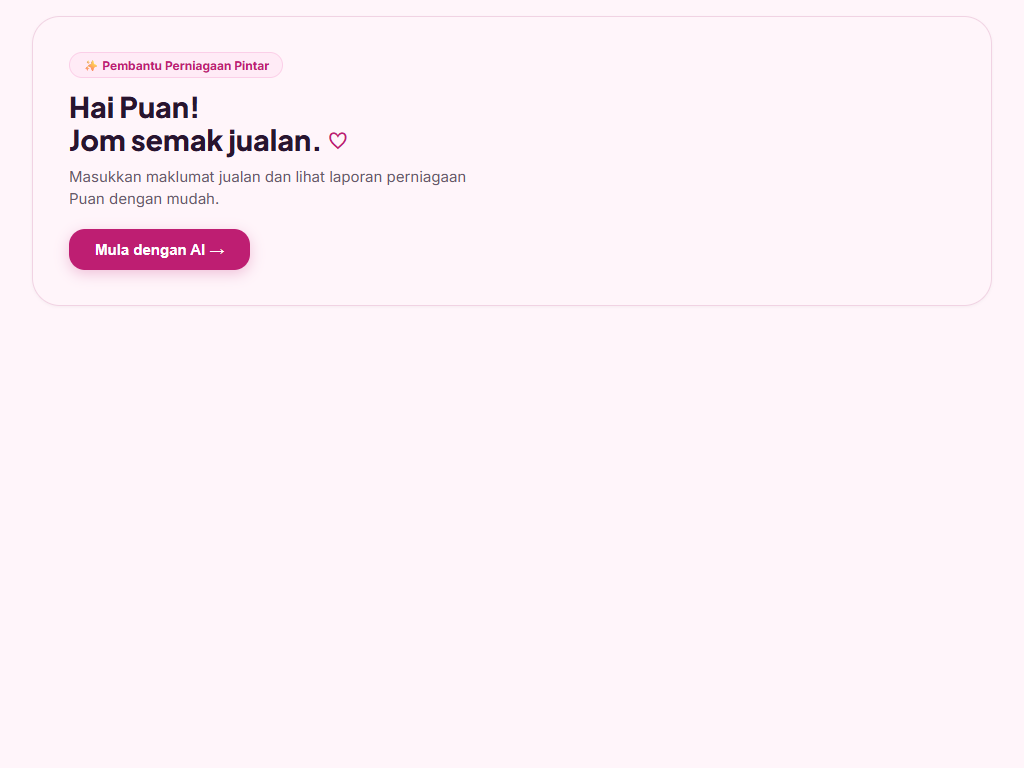 ✨ Pembantu Perniagaan Pintar
Hai Puan!
Jom semak jualan. ♡
Masukkan maklumat jualan dan lihat laporan perniagaan
Puan dengan mudah.
Mula dengan AI →